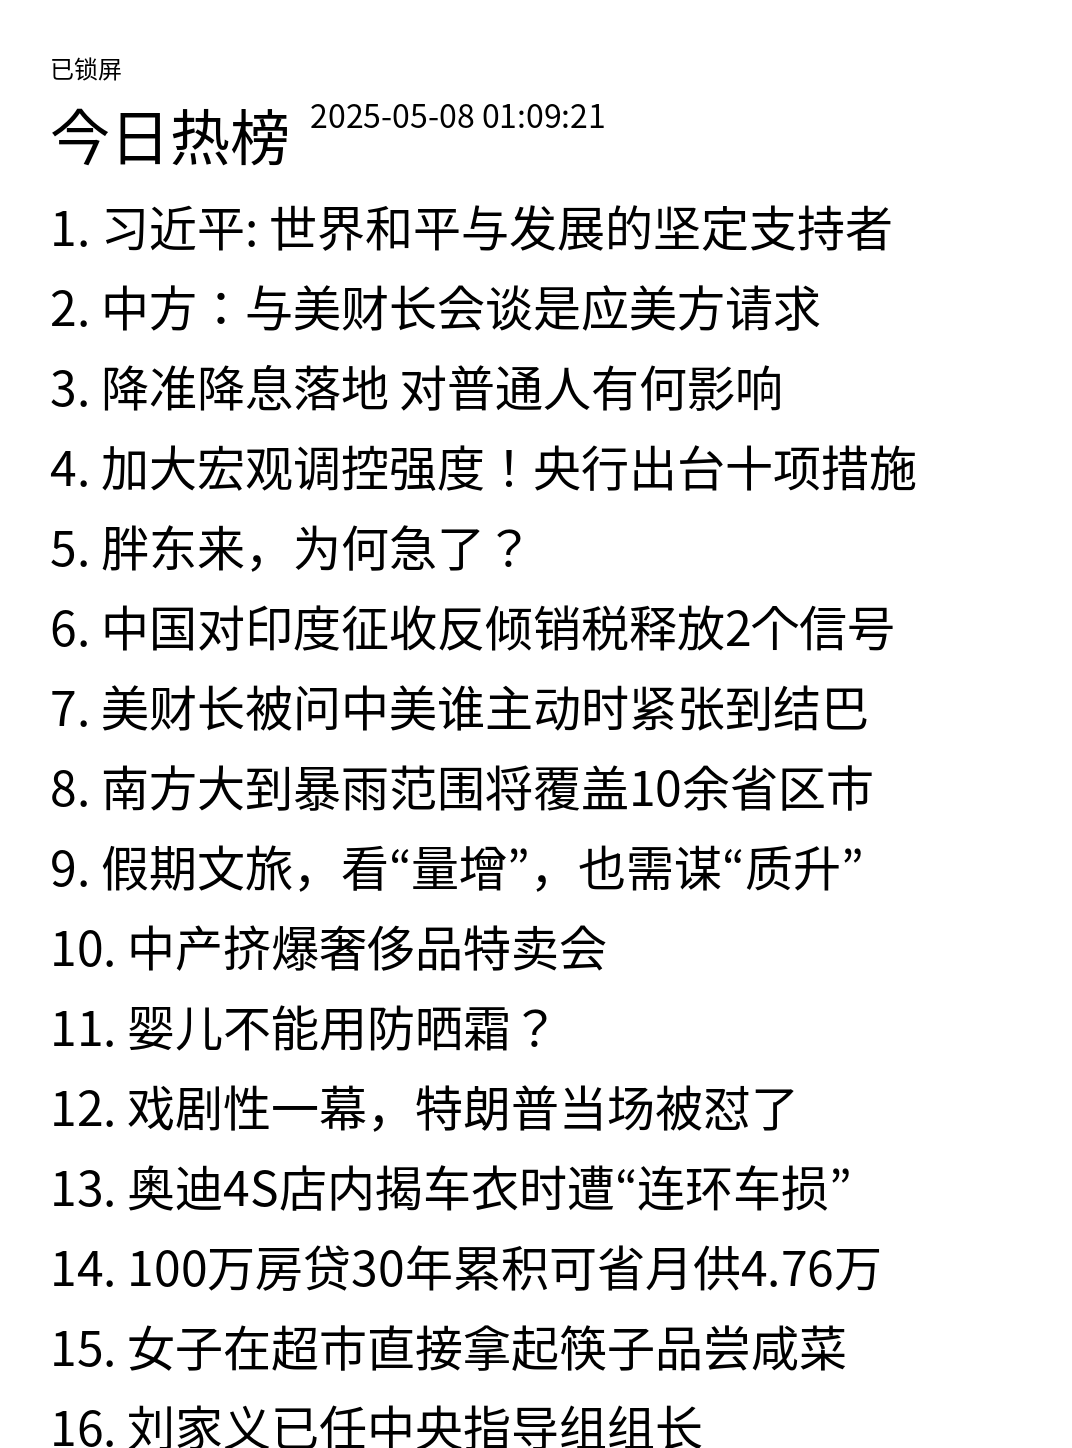 已锁屏
今日热榜 2025-05-08 01:09:21
1. 习近平: 世界和平与发展的坚定支持者
2. 中方：与美财长会谈是应美方请求
3. 降准降息落地 对普通人有何影响
4. 加大宏观调控强度！央行出台十项措施
5. 胖东来，为何急了？
6. 中国对印度征收反倾销税释放2个信号
7. 美财长被问中美谁主动时紧张到结巴
8. 南方大到暴雨范围将覆盖10余省区市
9. 假期文旅，看“量增”，也需谋“质升”
10. 中产挤爆奢侈品特卖会
11. 婴儿不能用防晒霜？
12. 戏剧性一幕，特朗普当场被怼了
13. 奥迪4S店内揭车衣时遭“连环车损”
14. 100万房贷30年累积可省月供4.76万
15. 女子在超市直接拿起筷子品尝咸菜
16. 刘家义已任中央指导组组长